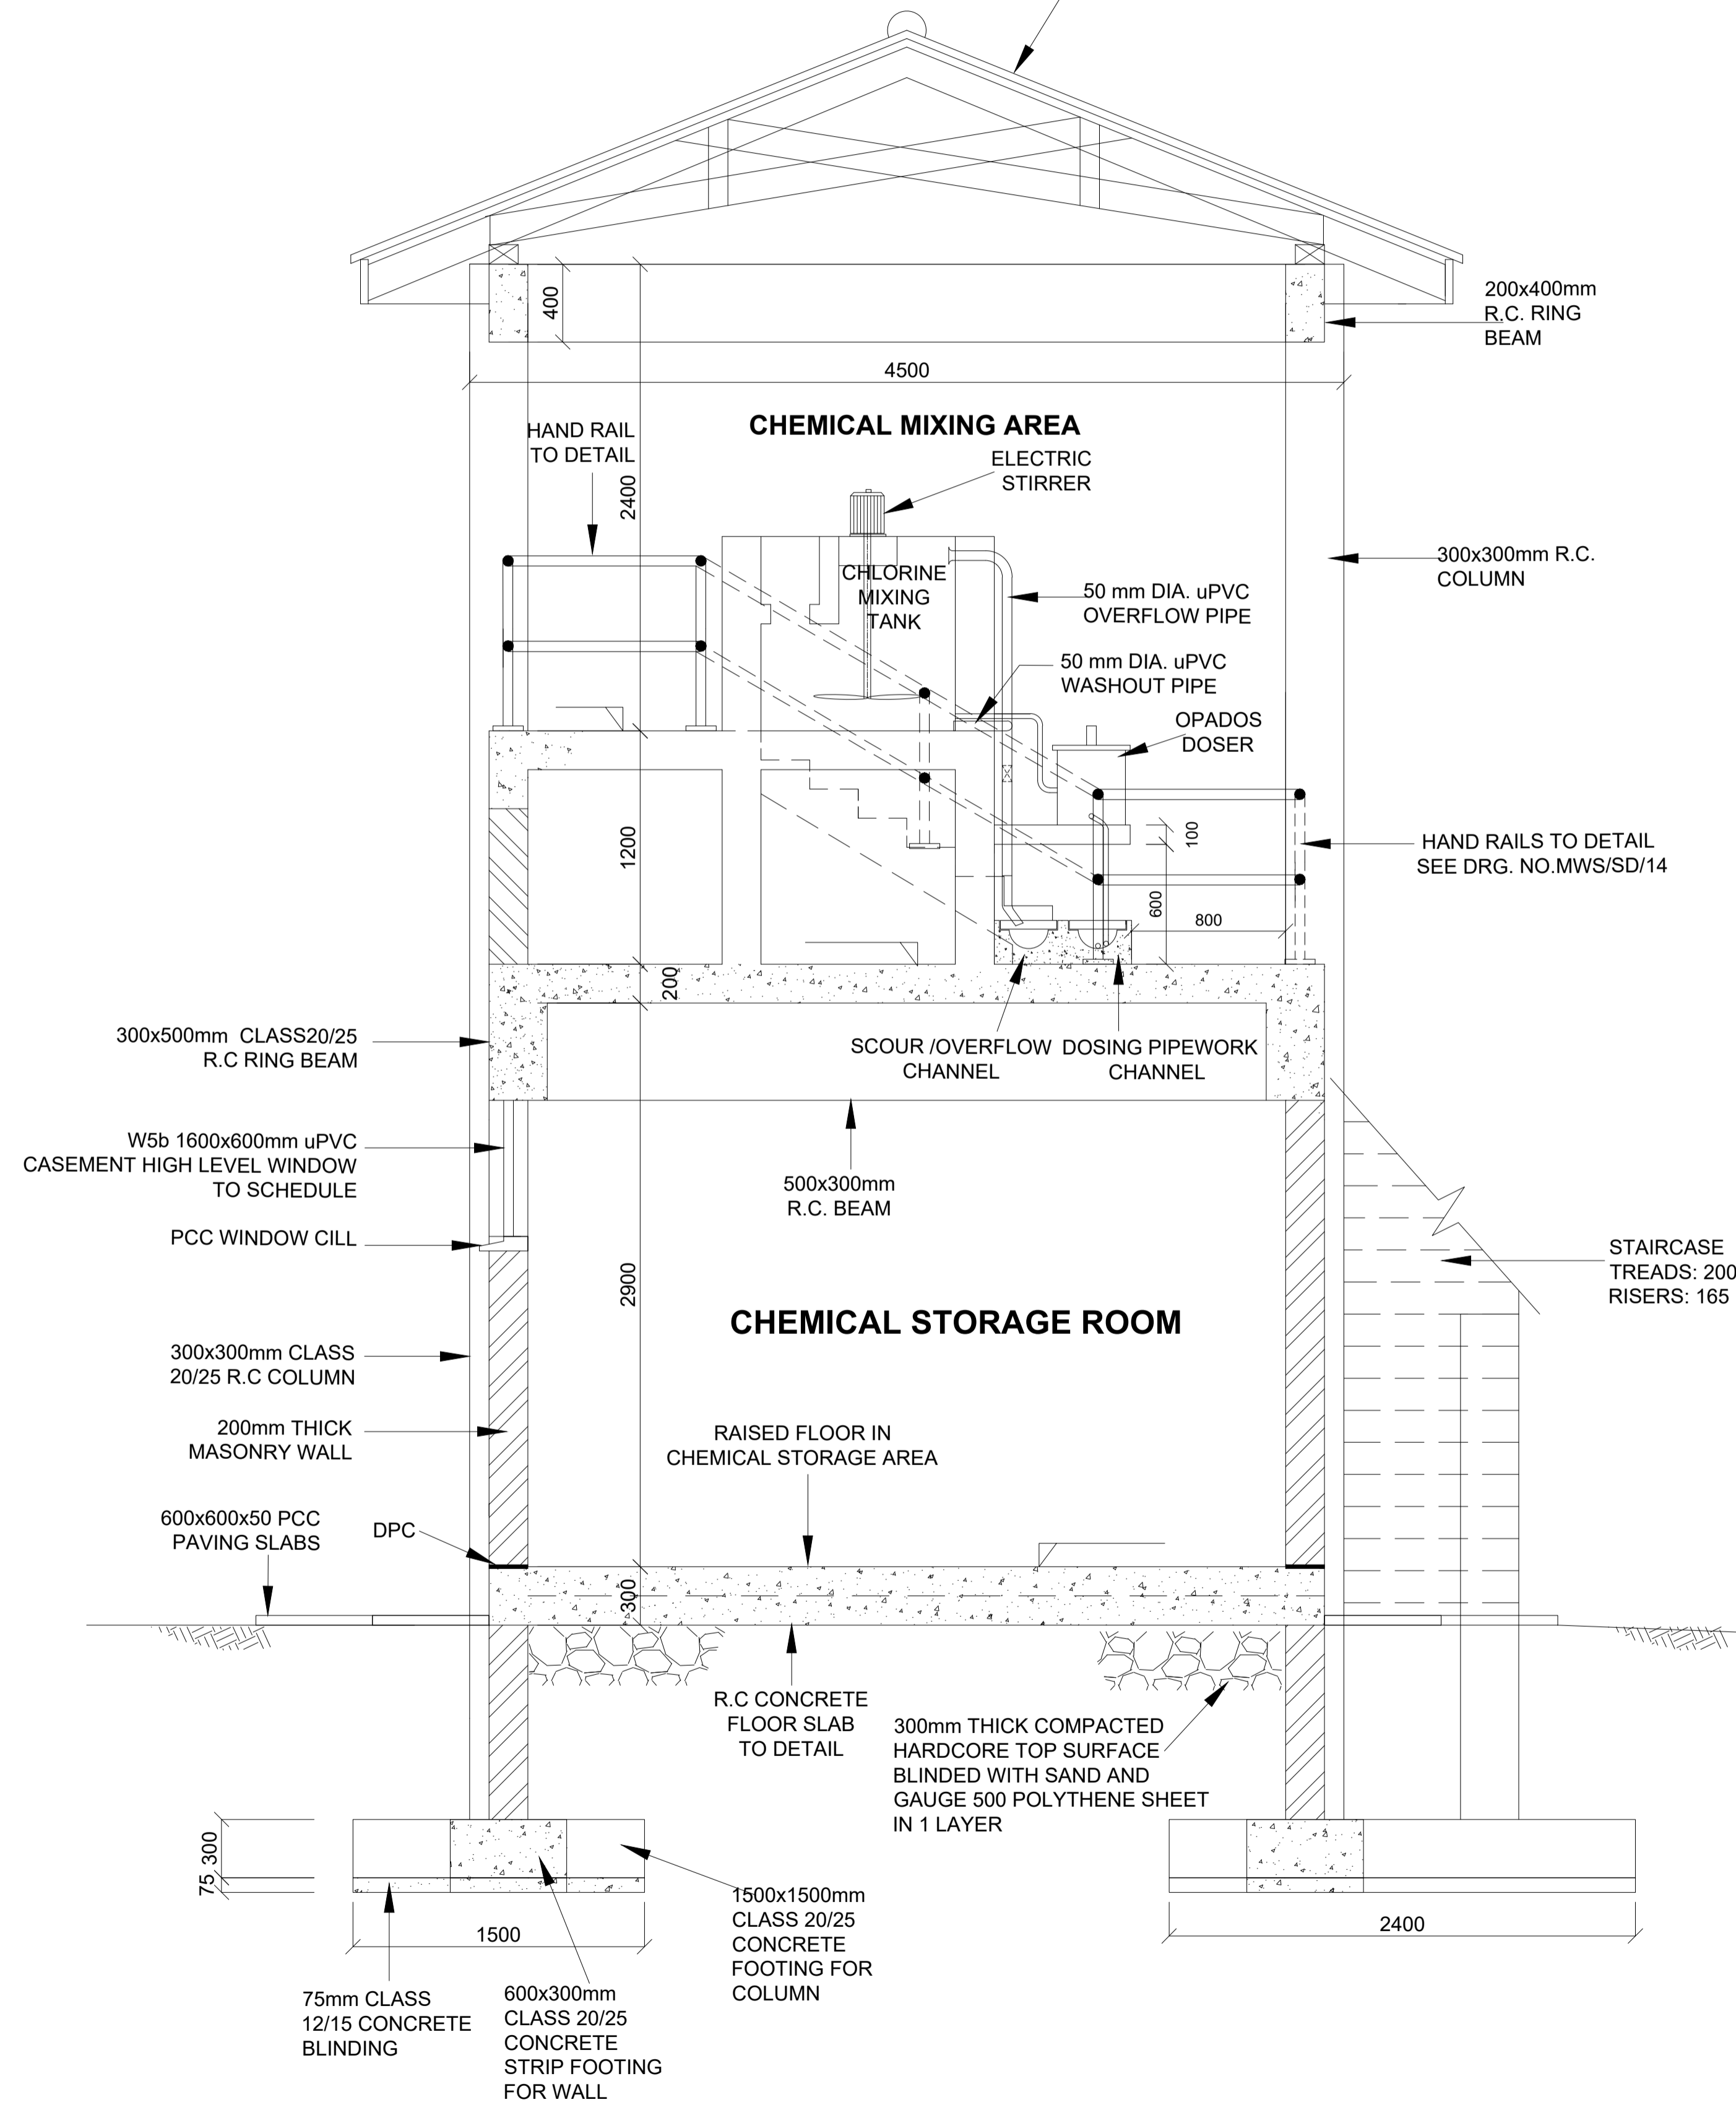 400
200x400mm
R.C. RING
BEAM
4500
CHEMICAL MIXING AREA
HAND RAIL
TO DETAIL
ELECTRIC
STIRRER
2400
300x300mm R.C.
COLUMN
CHLORINE
MIXING
TANK
50 mm DIA. uPVC
OVERFLOW PIPE
50 mm DIA. uPVC
WASHOUT PIPE
OPADOS
DOSER
1200
100
HAND RAILS TO DETAIL
SEE DRG. NO.MWS/SD/14
600
800
200
300x500mm  CLASS20/25
R.C RING BEAM
SCOUR /OVERFLOW
CHANNEL
DOSING PIPEWORK
CHANNEL
W5b 1600x600mm uPVC
CASEMENT HIGH LEVEL WINDOW
TO SCHEDULE
500x300mm
R.C. BEAM
PCC WINDOW CILL
2900
STAIRCASE
TREADS: 200
RISERS: 165
CHEMICAL STORAGE ROOM
300x300mm CLASS
20/25 R.C COLUMN
200mm THICK
MASONRY WALL
RAISED FLOOR IN
CHEMICAL STORAGE AREA
600x600x50 PCC
PAVING SLABS
DPC
300
R.C CONCRETE
FLOOR SLAB
TO DETAIL
300mm THICK COMPACTED
HARDCORE TOP SURFACE
BLINDED WITH SAND AND
GAUGE 500 POLYTHENE SHEET
IN 1 LAYER
300
75
1500
1500x1500mm
CLASS 20/25
CONCRETE
FOOTING FOR
COLUMN
2400
75mm CLASS
12/15 CONCRETE
BLINDING
600x300mm
CLASS 20/25
CONCRETE
STRIP FOOTING
FOR WALL